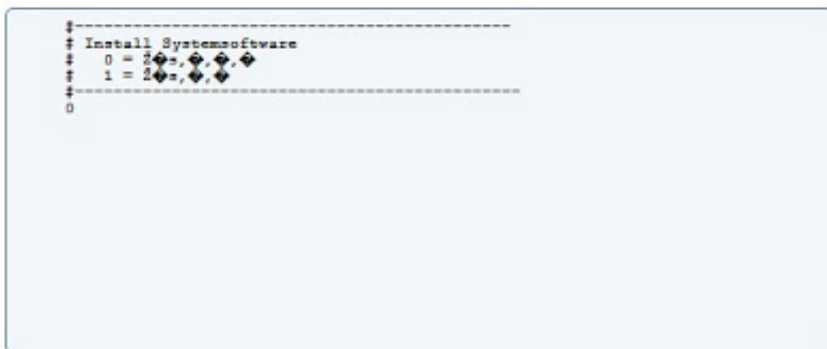 #---------------------------------------------
# Install Systemsoftware
#   0 = Ž�s,�,�,�
#   1 = Ž�s,�,�
#----------------------------------------------
0